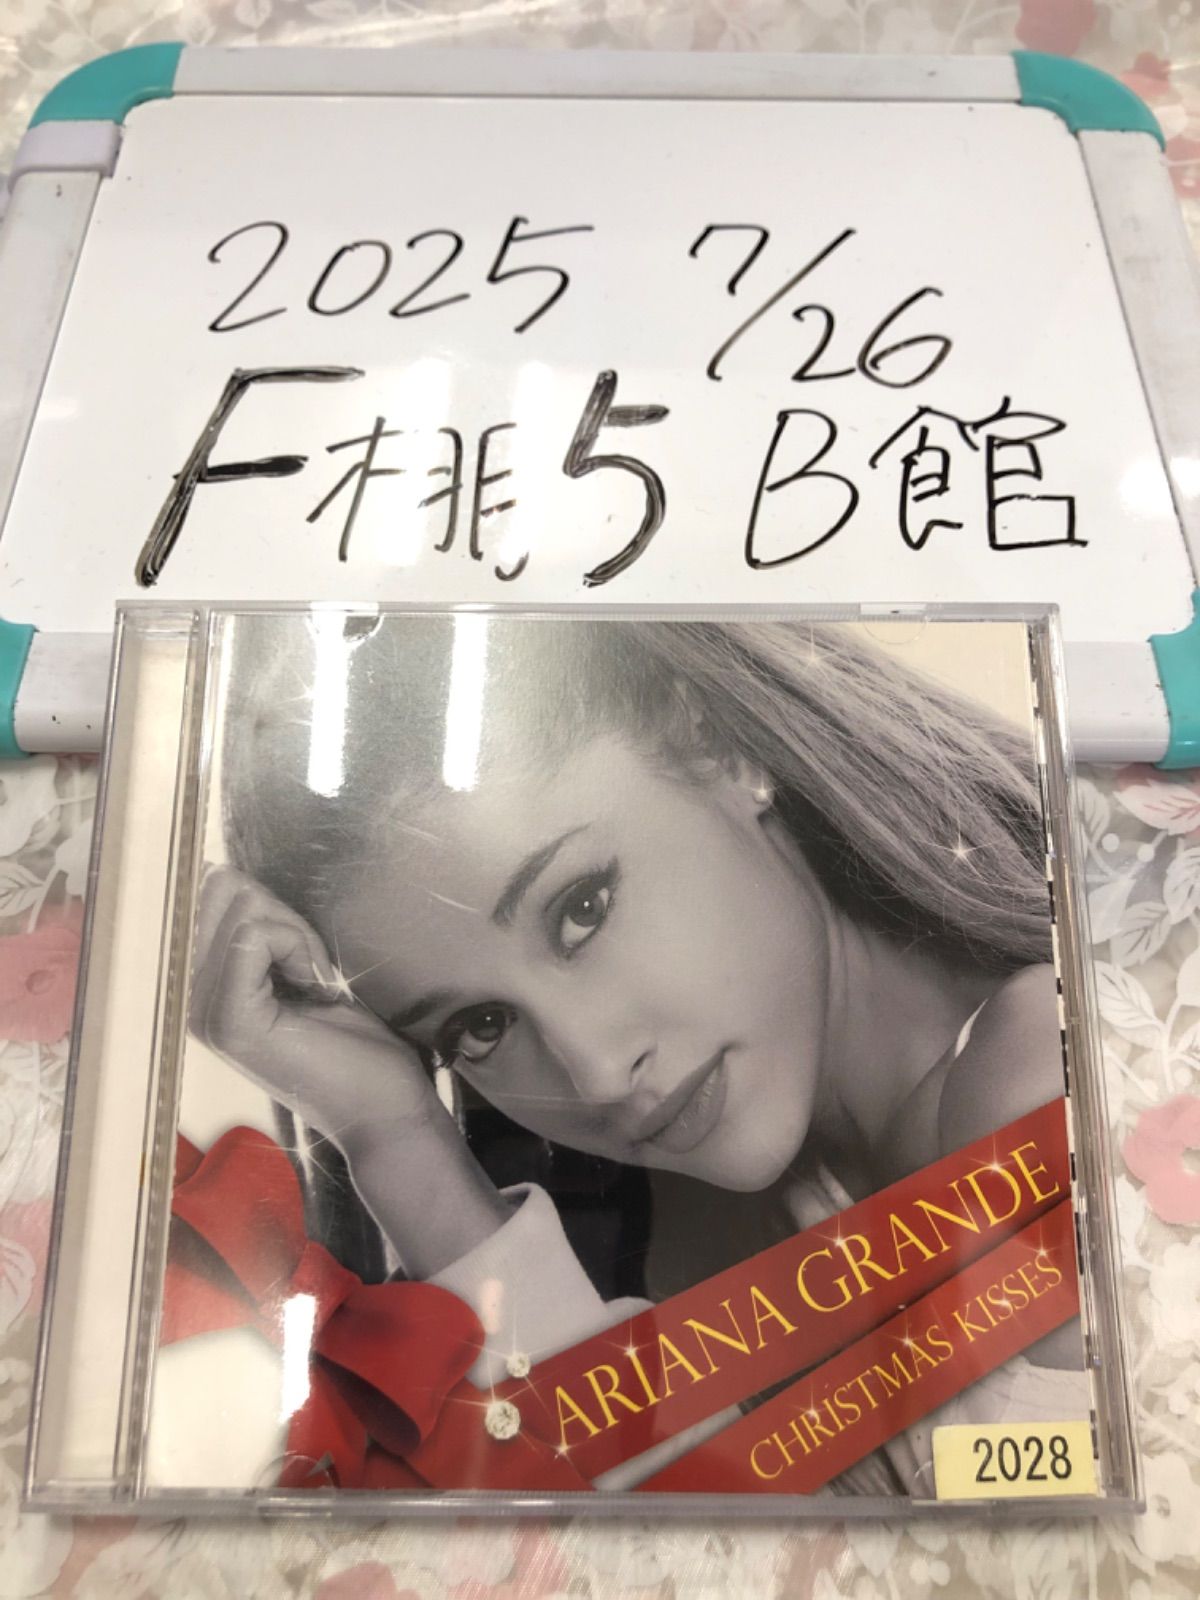 2025 7/26
F棚5 B館
ARIANA GRANDE
CHRISTMAS KISSES
2028